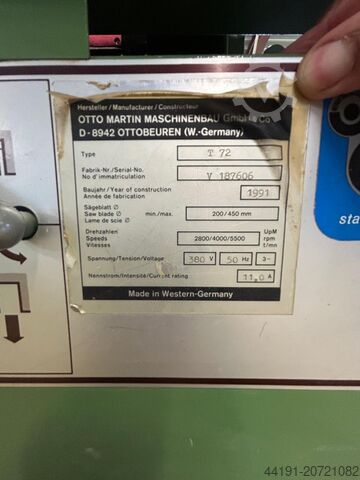 Hersteller / Manufacturer / Constructeur
OTTO MARTIN MASCHINENBAU GmbH & Co
D-8942 OTTOBEUREN (W.-Germany)
Type T 72
Fabrik-Nr./Serial-No. V 187606
No d'immatriculation
Baujahr / Year of construction 1991
Année de fabrication
Sägeblatt Ø
Saw blade Ø min./max. 200/450 mm
Lame de scie Ø
Drehzahlen UpM
Speeds 2800/4000/5500 rpm
Vitesses t/mn
Spannung/Tension/Voltage 380 V 50 Hz 3~
Nennstrom/Intensité/Current rating 11,0 A
Made in Western-Germany
sta
44191-20721082